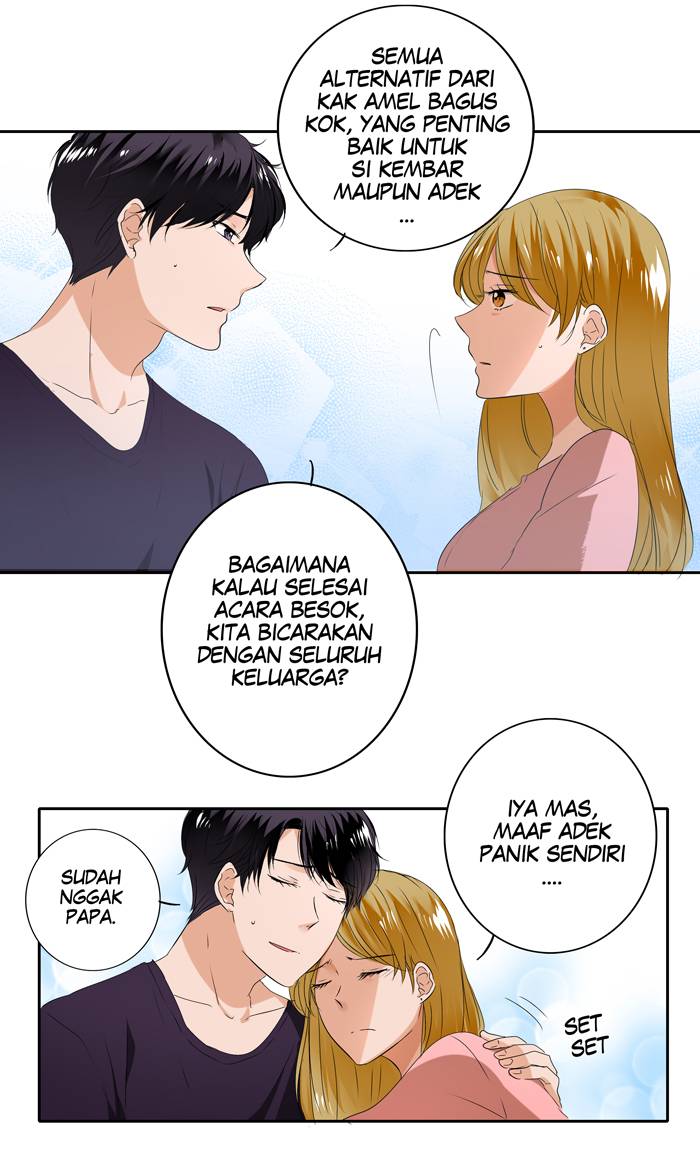 SEMUA
ALTERNATIF DARI
KAK AMEL BAGUS
KOK, YANG PENTING
BAIK UNTUK
SI KEMBAR
MAUPUN ADEK
...
BAGAIMANA
KALAU SELESAI
ACARA BESOK,
KITA BICARAKAN
DENGAN SELURUH
KELUARGA?
IYA MAS,
MAAF ADEK
PANIK SENDIRI
....
SUDAH
NGGAK
PAPA.
SET
SET